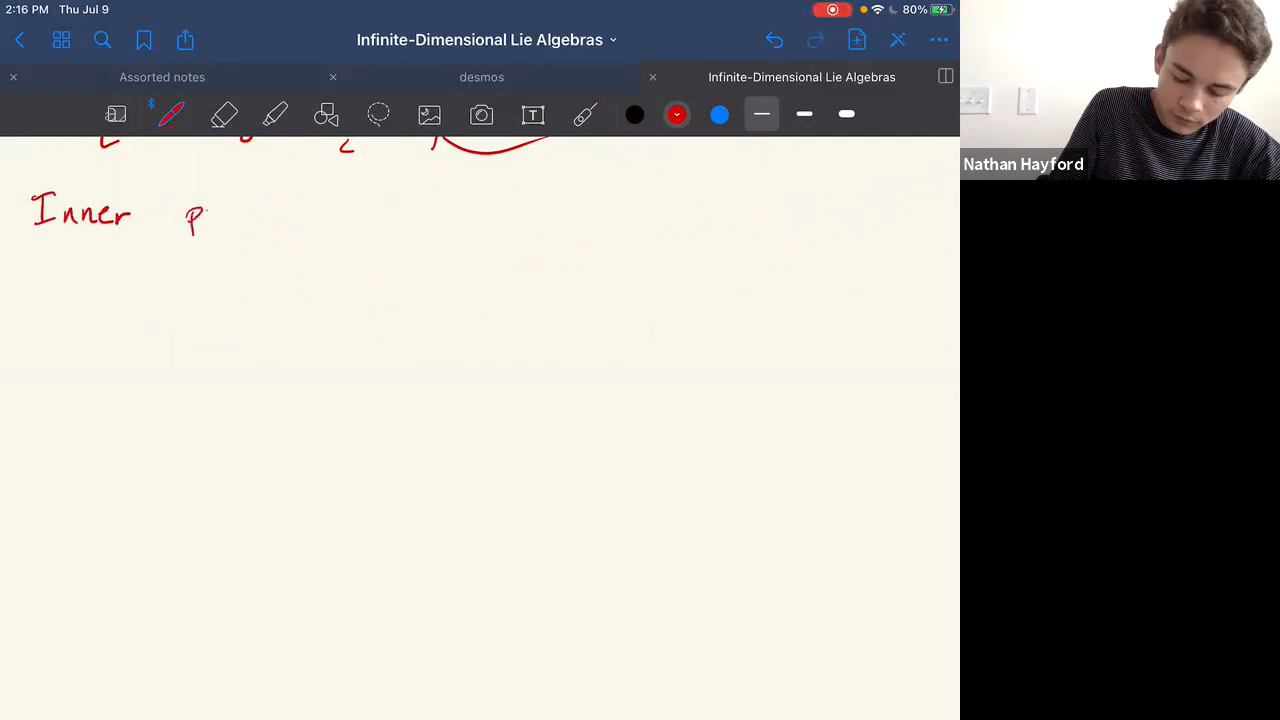 2:16 PM Thu Jul 9
80%
Infinite-Dimensional Lie Algebras
Assorted notes
desmos
Infinite-Dimensional Lie Algebras
T
Inner p
Nathan Hayford